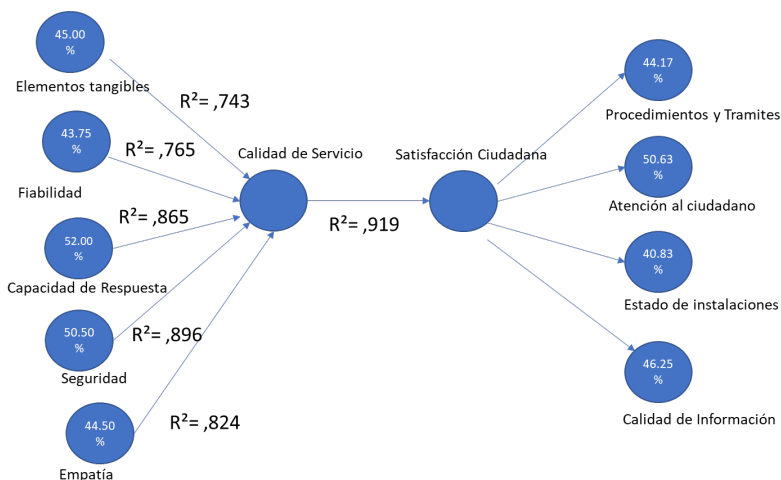 45.00
%
Elementos tangibles
R²= ,743
43.75
%
Fiabilidad
R²= ,765
52.00
%
Capacidad de Respuesta
R²= ,865
50.50
%
Seguridad
R²= ,896
44.50
%
Empatía
R²= ,824
Calidad de Servicio
R²= ,919
Satisfacción Ciudadana
44.17
%
Procedimientos y Tramites
50.63
%
Atención al ciudadano
40.83
%
Estado de instalaciones
46.25
%
Calidad de Información